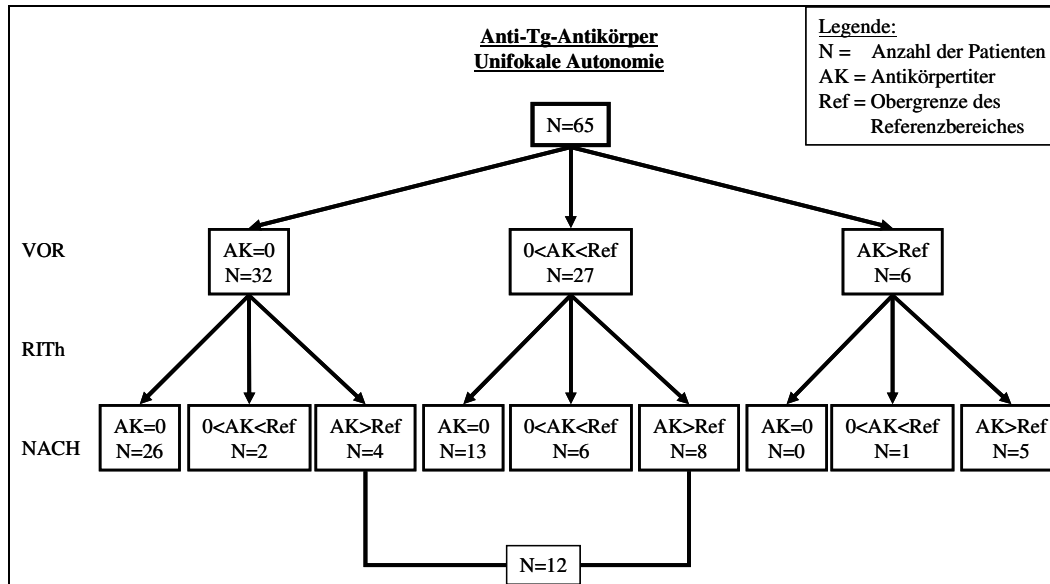 Anti-Tg-Antikörper
Unifokale Autonomie
Legende:
N = Anzahl der Patienten
AK = Antikörpertiter
Ref = Obergrenze des
Referenzbereiches
N=65
VOR
AK=0
N=32
0<AK<Ref
N=27
AK>Ref
N=6
RITh
NACH
AK=0
N=26
0<AK<Ref
N=2
AK>Ref
N=4
AK=0
N=13
0<AK<Ref
N=6
AK>Ref
N=8
AK=0
N=0
0<AK<Ref
N=1
AK>Ref
N=5
N=12